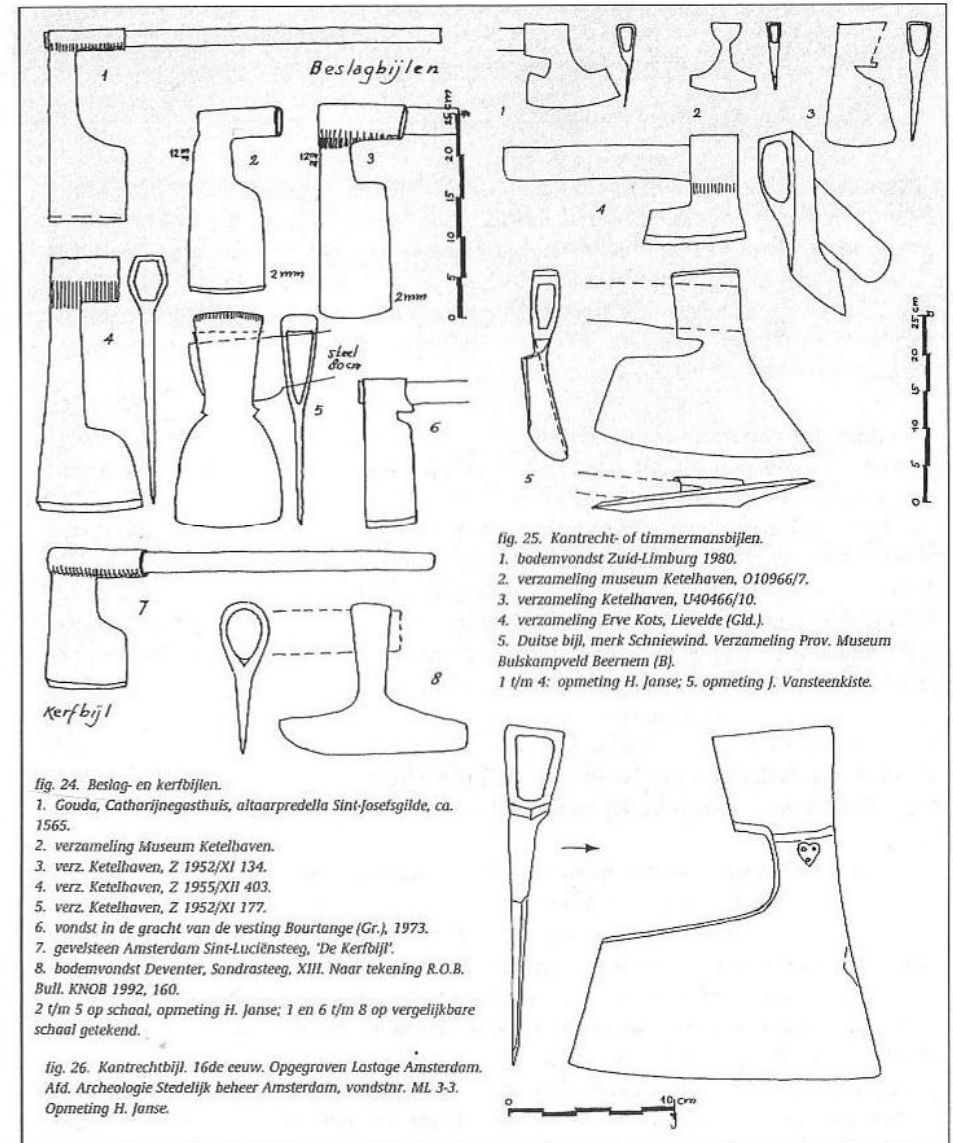 Beslagbijlen
1
12 mm
2
2 mm
12 mm
3
2 mm
25 cm
20
15
10
5
0
4
steel
80 cm
5
6
7
Kerfbijl
8
fig. 24. Beslag- en kerfbijlen.
1. Gouda, Catharijnegasthuis, altaarpredella Sint-Josefsgilde, ca.
1565.
2. verzameling Museum Ketelhaven.
3. verz. Ketelhaven, Z 1952/XI 134.
4. verz. Ketelhaven, Z 1955/XII 403.
5. verz. Ketelhaven, Z 1952/XI 177.
6. vondst in de gracht van de vesting Bourtange (Gr.), 1973.
7. gevelsteen Amsterdam Sint-Luciënsteeg, 'De Kerfbijl'.
8. bodemvondst Deventer, Sandrasteeg, XIII. Naar tekening R.O.B.
Bull. KNOB 1992, 160.
2 t/m 5 op schaal, opmeting H. Janse; 1 en 6 t/m 8 op vergelijkbare
schaal getekend.
fig. 26. Kantrechtbijl. 16de eeuw. Opgegraven Lastage Amsterdam.
Afd. Archeologie Stedelijk beheer Amsterdam, vondstnr. ML 3-3.
Opmeting H. Janse.
1
2
3
4
5
25 cm
20
15
10
5
0
fig. 25. Kantrecht- of timmermansbijlen.
1. bodemvondst Zuid-Limburg 1980.
2. verzameling museum Ketelhaven, O10966/7.
3. verzameling Ketelhaven, U40466/10.
4. verzameling Erve Kots, Lievelde (Gld.).
5. Duitse bijl, merk Schniewind. Verzameling Prov. Museum
Bulskampveld Beernem (B).
1 t/m 4: opmeting H. Janse; 5. opmeting J. Vansteenkiste.
0 10 cm